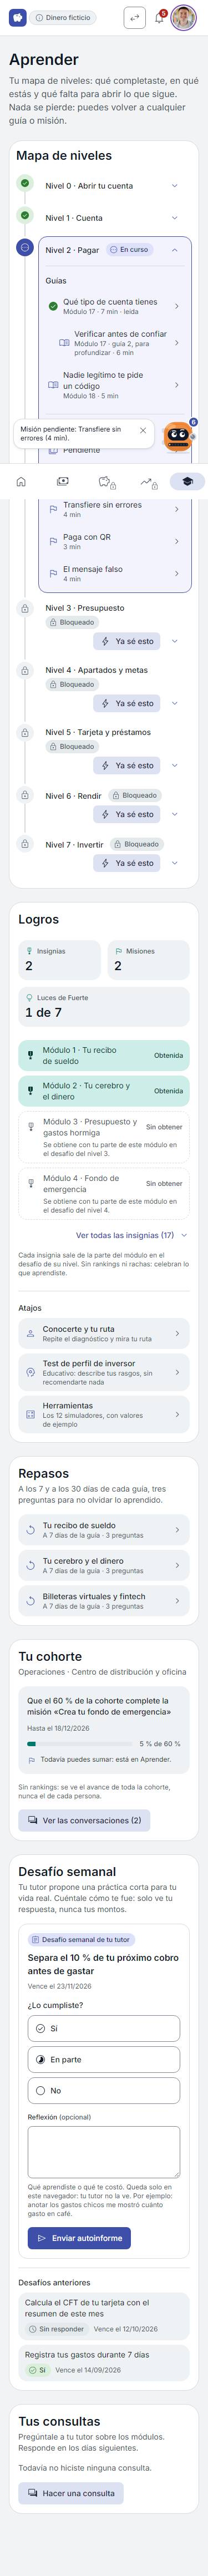 Dinero ficticio
5
Aprender
Tu mapa de niveles: qué completaste, en qué
estás y qué falta para abrir lo que sigue.
Nada se pierde: puedes volver a cualquier
guía o misión.
Mapa de niveles
Nivel 0 · Abrir tu cuenta
Nivel 1 · Cuenta
Nivel 2 · Pagar
En curso
Guías
Qué tipo de cuenta tienes
Módulo 17 · 7 min · leída
Verificar antes de confiar
Módulo 17 · guía 2, para
profundizar · 6 min
Nadie legítimo te pide
un código
Módulo 18 · 5 min
Misión pendiente: Transfiere sin
errores (4 min).
6
Pendiente
Transfiere sin errores
4 min
Paga con QR
3 min
El mensaje falso
4 min
Nivel 3 · Presupuesto
Bloqueado
Ya sé esto
Nivel 4 · Apartados y metas
Bloqueado
Ya sé esto
Nivel 5 · Tarjeta y préstamos
Bloqueado
Ya sé esto
Nivel 6 · Rendir
Bloqueado
Ya sé esto
Nivel 7 · Invertir
Bloqueado
Ya sé esto
Logros
Insignias
2
Misiones
2
Luces de Fuerte
1 de 7
Módulo 1 · Tu recibo
de sueldo
Obtenida
Módulo 2 · Tu cerebro y
el dinero
Obtenida
Módulo 3 · Presupuesto y
gastos hormiga
Sin obtener
Se obtiene con tu parte de este módulo en
el desafío del nivel 3.
Módulo 4 · Fondo de
emergencia
Sin obtener
Se obtiene con tu parte de este módulo en
el desafío del nivel 4.
Ver todas las insignias (17)
Cada insignia sale de la parte del módulo en el
desafío de su nivel. Sin rankings ni rachas: celebran lo
que aprendiste.
Atajos
Conocerte y tu ruta
Repite el diagnóstico y mira tu ruta
Test de perfil de inversor
Educativo: describe tus rasgos, sin
recomendarte nada
Herramientas
Los 12 simuladores, con valores
de ejemplo
Repasos
A los 7 y a los 30 días de cada guía, tres
preguntas para no olvidar lo aprendido.
Tu recibo de sueldo
A 7 días de la guía · 3 preguntas
Tu cerebro y el dinero
A 7 días de la guía · 3 preguntas
Billeteras virtuales y fintech
A 7 días de la guía · 3 preguntas
Tu cohorte
Operaciones · Centro de distribución y oficina
Que el 60 % de la cohorte complete la
misión «Crea tu fondo de emergencia»
Hasta el 18/12/2026
5 % de 60 %
Todavía puedes sumar: está en Aprender.
Sin rankings: se ve el avance de toda la cohorte,
nunca el de cada persona.
Ver las conversaciones (2)
Desafío semanal
Tu tutor propone una práctica corta para tu
vida real. Cuéntale cómo te fue: solo ve tu
respuesta, nunca tus montos.
Desafío semanal de tu tutor
Separa el 10 % de tu próximo cobro
antes de gastar
Vence el 23/11/2026
¿Lo cumpliste?
Sí
En parte
No
Reflexión (opcional)
Qué aprendiste o qué te costó. Queda solo en
este navegador: tu tutor no la ve. Por ejemplo:
anotar los gastos chicos me mostró cuánto
gasto en café.
Enviar autoinforme
Desafíos anteriores
Calcula el CFT de tu tarjeta con el
resumen de este mes
Sin responder
Vence el 12/10/2026
Registra tus gastos durante 7 días
Sí
Vence el 14/09/2026
Tus consultas
Pregúntale a tu tutor sobre los módulos.
Responde en los días siguientes.
Todavía no hiciste ninguna consulta.
Hacer una consulta